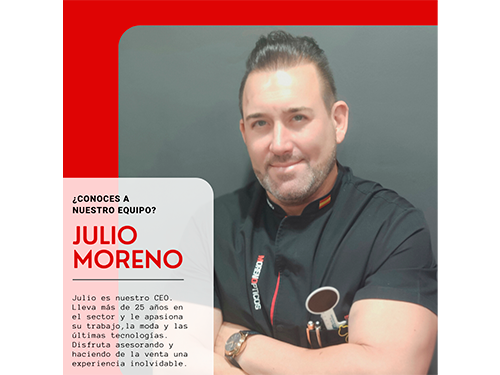 ¿CONOCES A
NUESTRO EQUIPO?
JULIO
MORENO
Julio es nuestro CEO.
Lleva más de 25 años en
el sector y le apasiona
su trabajo,la moda y las
últimas tecnologías.
Disfruta asesorando y
haciendo de la venta una
experiencia inolvidable.